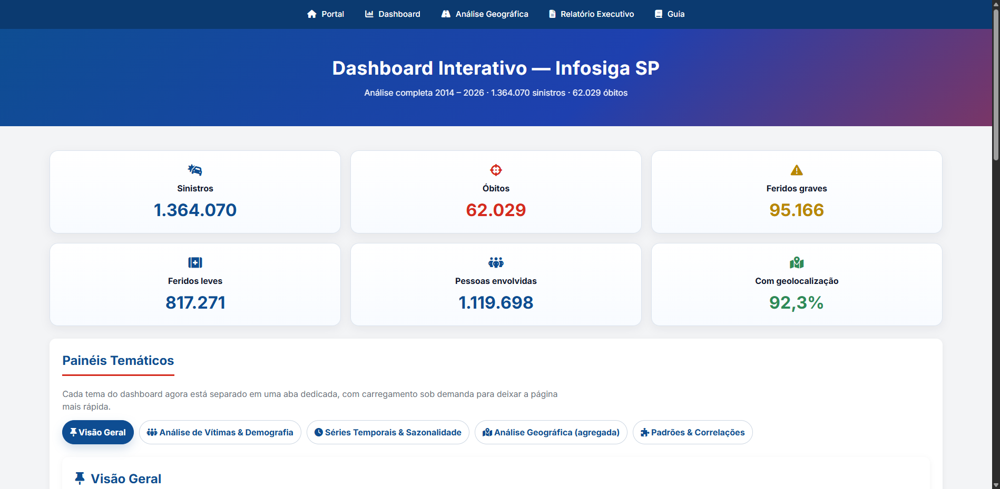 Portal Dashboard Análise Geográfica Relatório Executivo Guia
Dashboard Interativo — Infosiga SP
Análise completa 2014 – 2026 · 1.364.070 sinistros · 62.029 óbitos
Sinistros
1.364.070
Óbitos
62.029
Feridos graves
95.166
Feridos leves
817.271
Pessoas envolvidas
1.119.698
Com geolocalização
92,3%
Painéis Temáticos
Cada tema do dashboard agora está separado em uma aba dedicada, com carregamento sob demanda para deixar a página
mais rápida.
Visão Geral Análise de Vítimas & Demografia Séries Temporais & Sazonalidade Análise Geográfica (agregada) Padrões & Correlações
Visão Geral